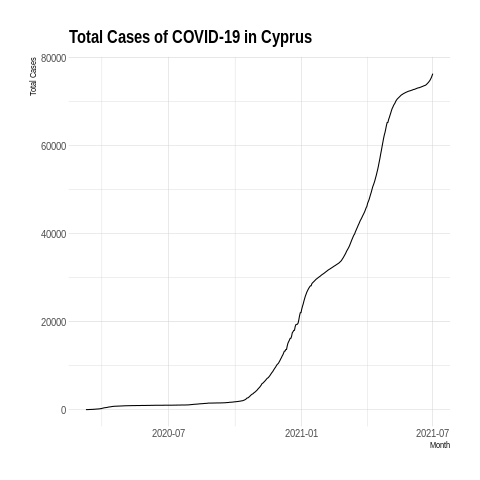 Total Cases of COVID-19 in Cyprus
Total Cases
80000
60000
40000
20000
0
2020-07
2021-01
2021-07
Month